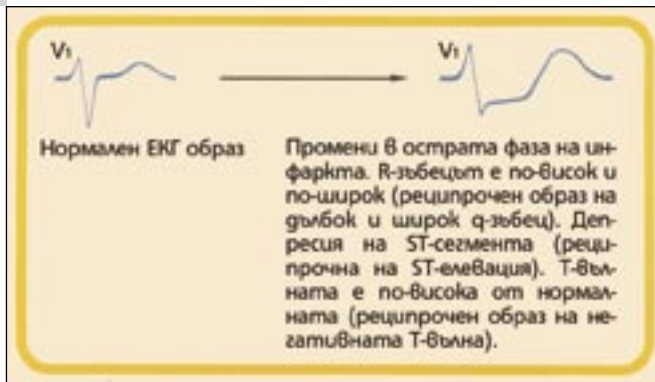 V1
V1
Нормален ЕКГ образ
Промени в острата фаза на ин-
фаркта. R-зъбецът е по-висок и
по-широк (реципрочен образ на
дълбок и широк q-зъбец). Деп-
ресия на ST-сегмента (реци-
прочна на ST-елевация). Т-въл-
ната е по-висока от нормал-
ната (реципрочен образ на не-
гативната Т-вълна).